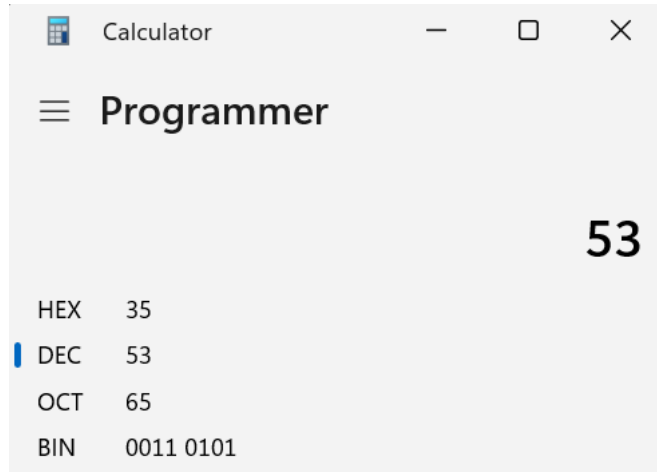 Calculator
Programmer
53
HEX 35
DEC 53
OCT 65
BIN 0011 0101